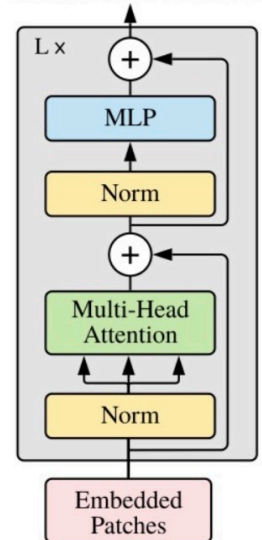 L ×
+
MLP
Norm
+
Multi-Head
Attention
Norm
Embedded
Patches